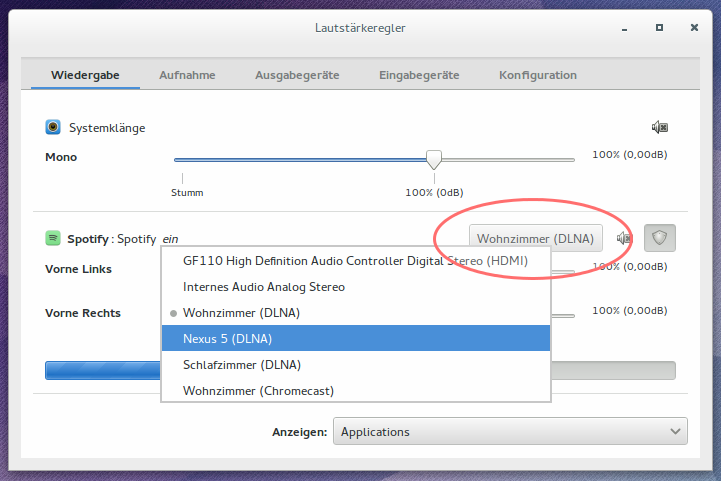 Lautstärkeregler
Wiedergabe Aufnahme Ausgabegeräte Eingabegeräte Konfiguration
Systemklänge
Mono 100% (0,00dB)
Stumm 100% (0dB)
Spotify : Spotify ein Wohnzimmer (DLNA)
GF110 High Definition Audio Controller Digital Stereo (HDMI)
Vorne Links 100% (0,00dB)
Internes Audio Analog Stereo
Wohnzimmer (DLNA)
Vorne Rechts 100% (0,00dB)
Nexus 5 (DLNA)
Schlafzimmer (DLNA)
Wohnzimmer (Chromecast)
Anzeigen: Applications